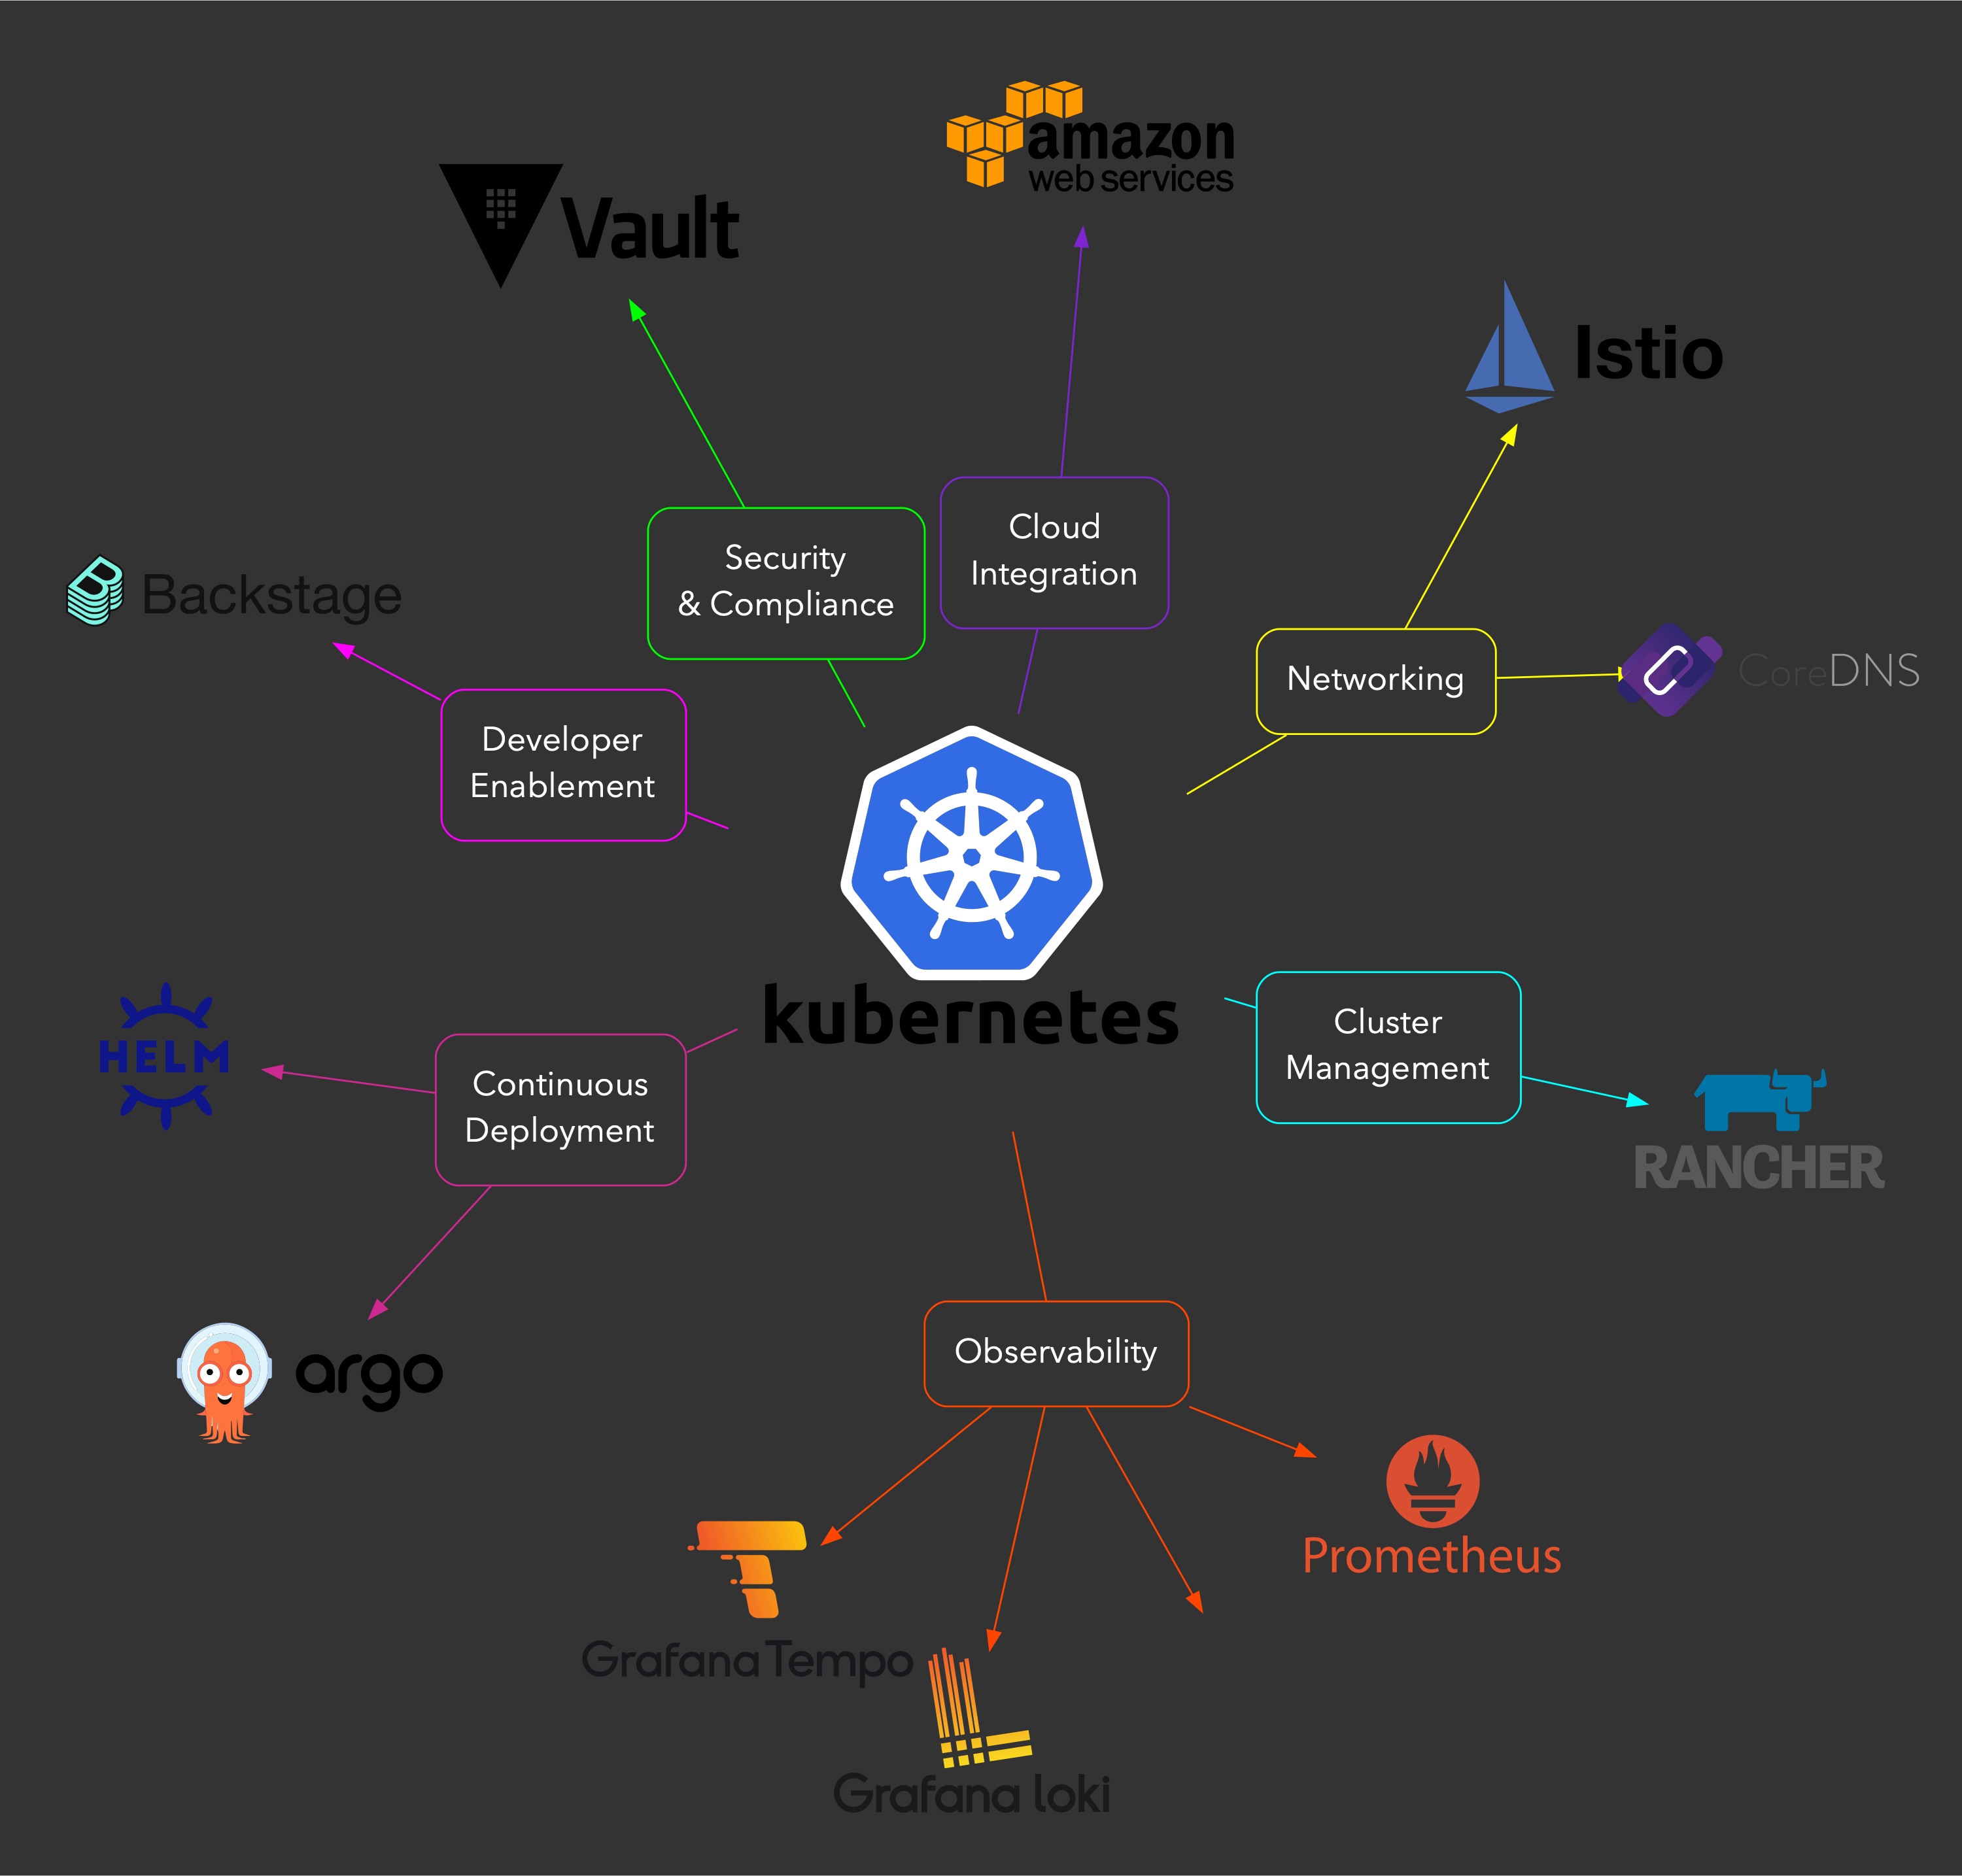 amazon
web services
Vault
Istio
Cloud
Integration
Security
& Compliance
Backstage
Networking
CoreDNS
Developer
Enablement
kubernetes
Cluster
Management
HELM
Continuous
Deployment
RANCHER
Observability
argo
Prometheus
Grafana Tempo
Grafana loki